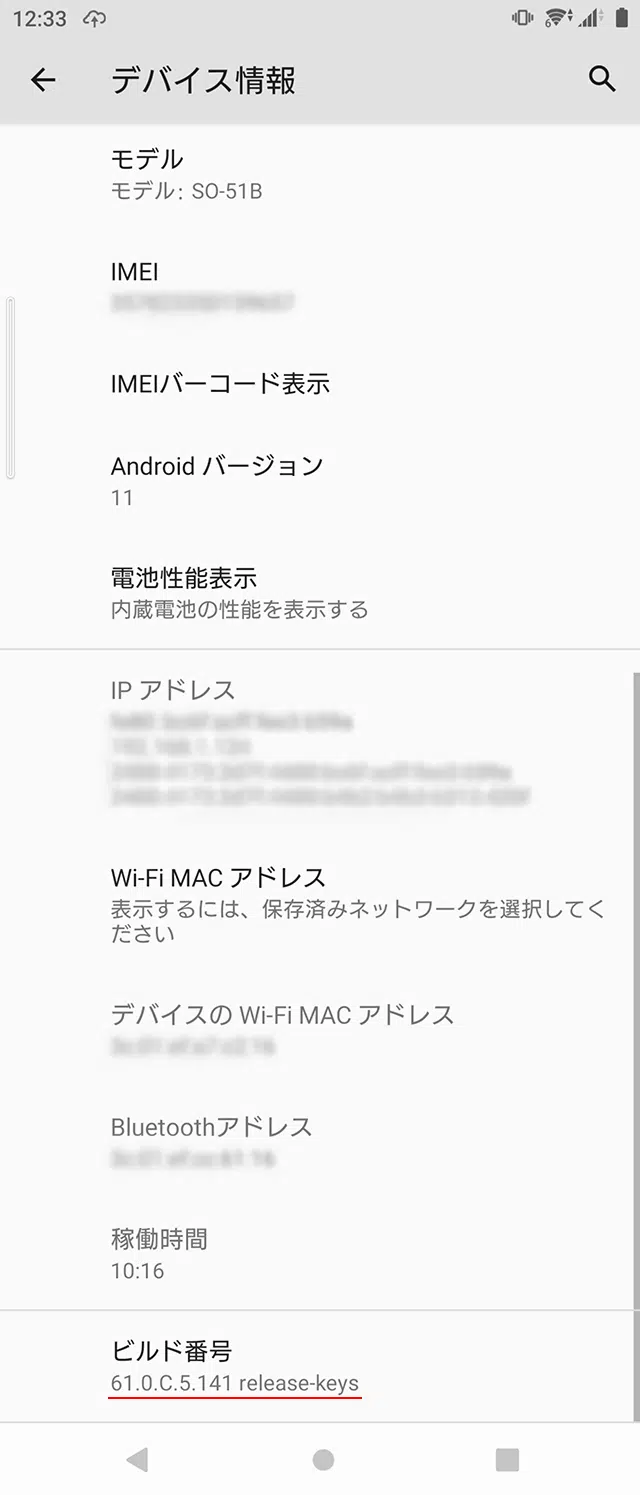 12:33
6
デバイス情報
モデル
モデル: SO-51B
IMEI
IMEIバーコード表示
Android バージョン
11
電池性能表示
内蔵電池の性能を表示する
IP アドレス
Wi-Fi MAC アドレス
表示するには、保存済みネットワークを選択してく
ださい
デバイスの Wi-Fi MAC アドレス
Bluetoothアドレス
稼働時間
10:16
ビルド番号
61.0.C.5.141 release-keys